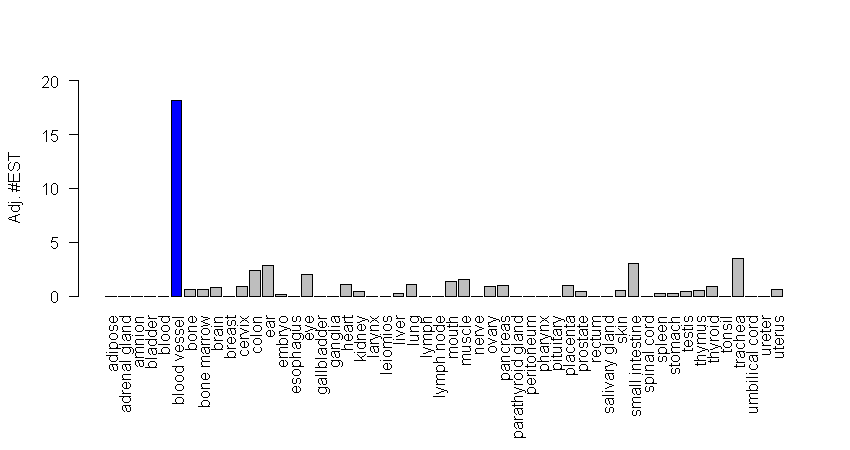 Adj. #EST
20
15
10
5
0
adipose
adrenal gland
amnion
bladder
blood
blood vessel
bone
bone marrow
brain
breast
cervix
colon
ear
embryo
esophagus
eye
gallbladder
ganglia
heart
kidney
larynx
leiomios
liver
lung
lymph
lymph node
mouth
muscle
nerve
ovary
pancreas
parathyroid gland
peritoneum
pharynx
pituitary
placenta
prostate
rectum
salivary gland
skin
small intestine
spinal cord
spleen
stomach
testis
thymus
thyroid
tonsil
trachea
umbilical cord
ureter
uterus